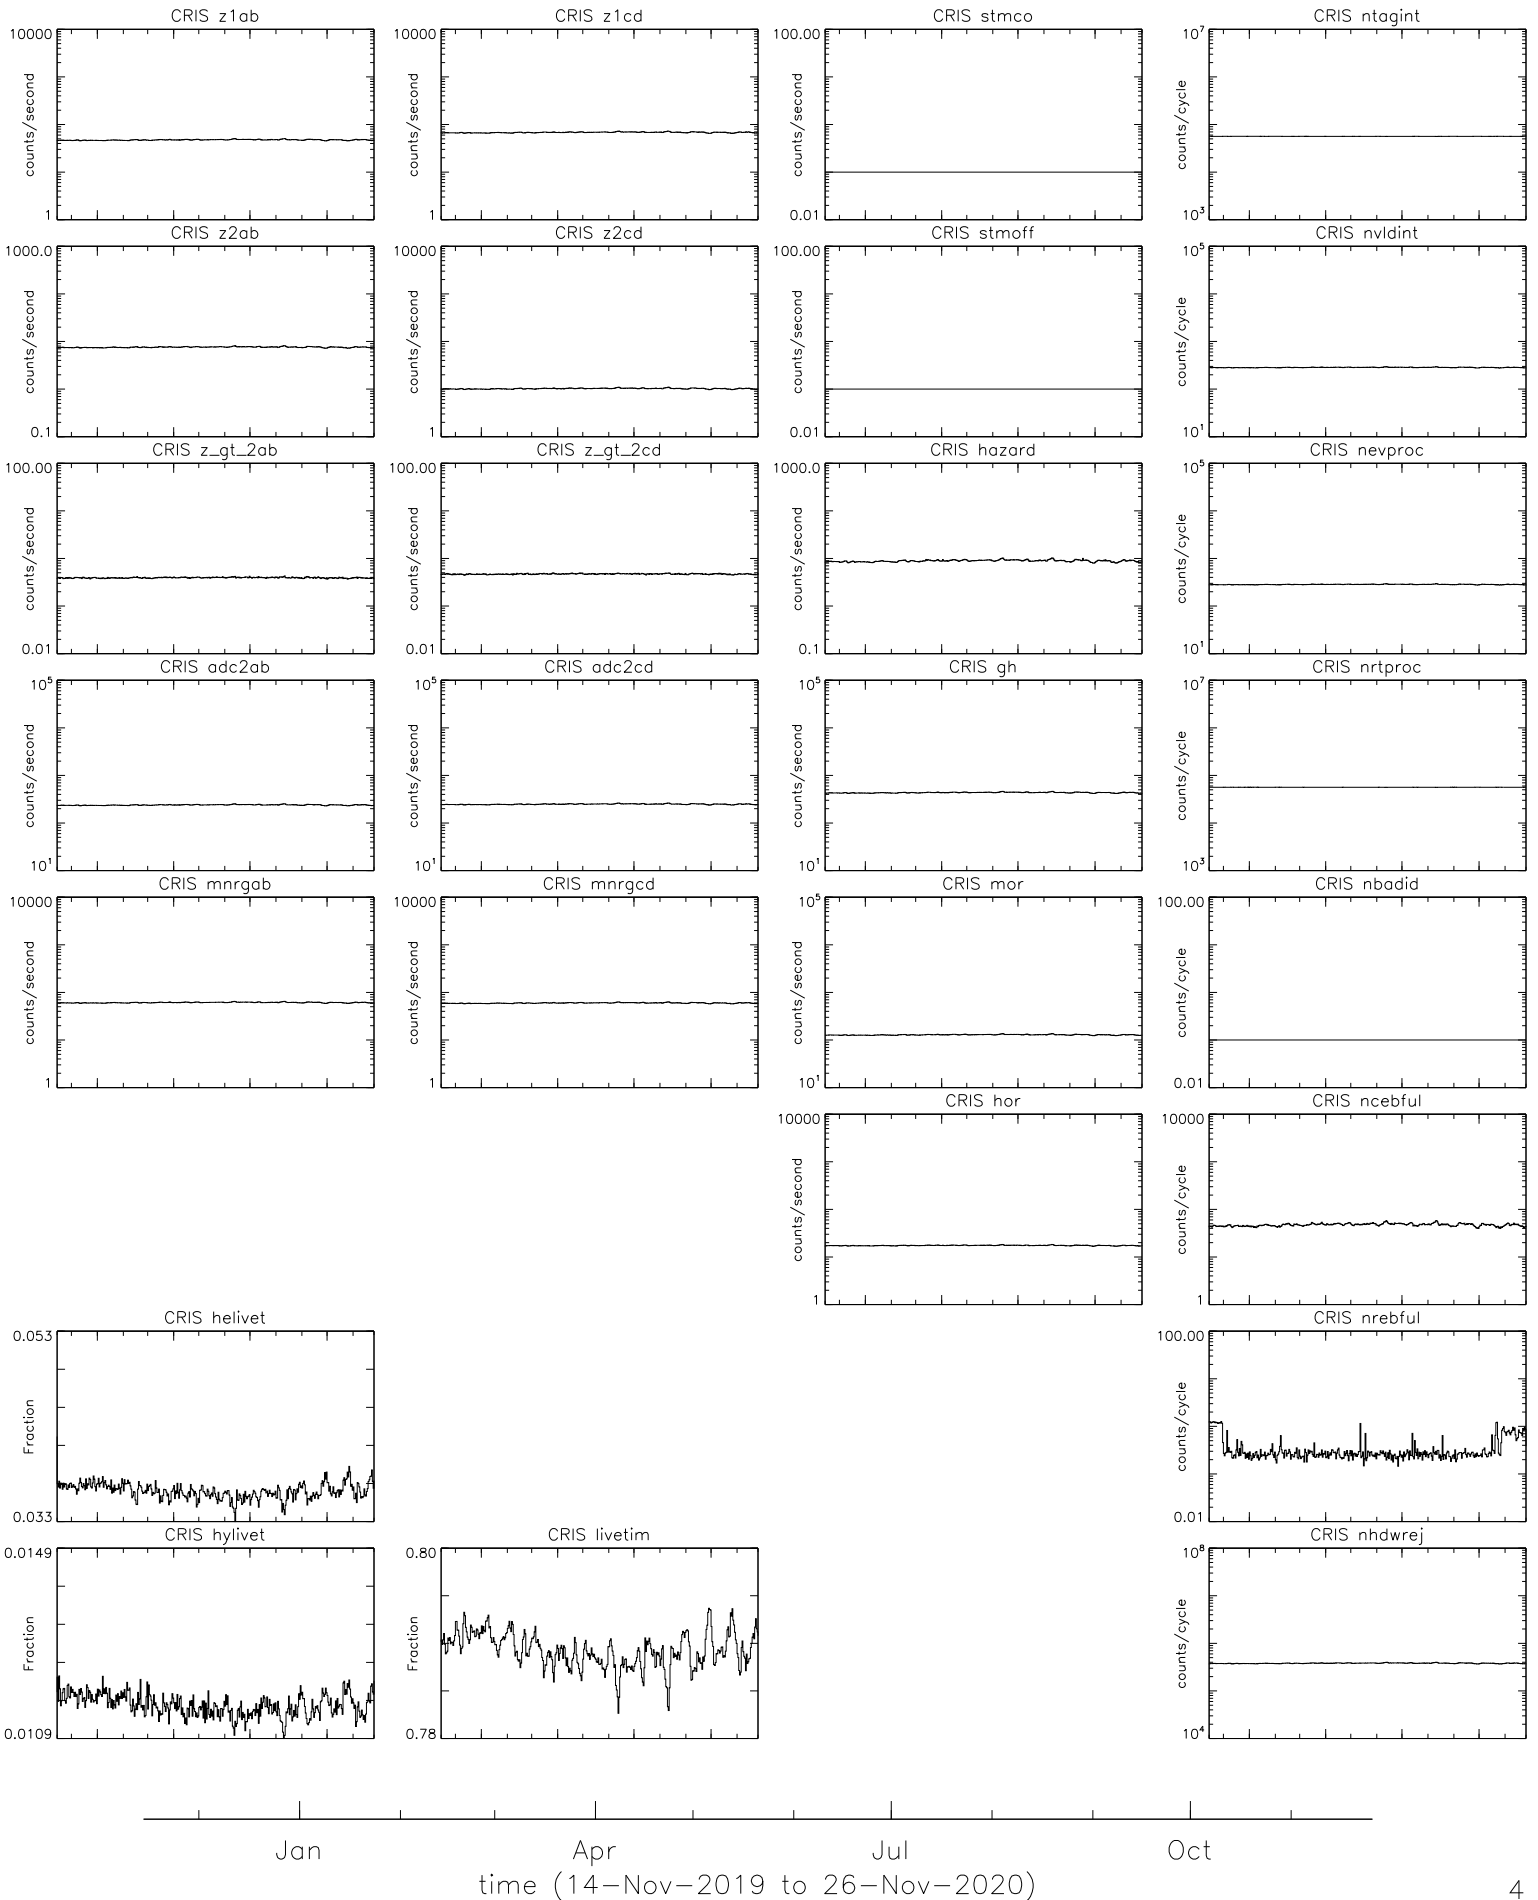 CRIS z1ab
CRIS z1cd
CRIS stmco
CRIS ntagint
10000
counts/second
1
10000
counts/second
1
100.00
counts/second
0.01
10⁷
counts/cycle
10³
CRIS z2ab
CRIS z2cd
CRIS stmoff
CRIS nvldint
1000.0
counts/second
0.1
10000
counts/second
1
100.00
counts/second
0.01
10⁵
counts/cycle
10¹
CRIS z_gt_2ab
CRIS z_gt_2cd
CRIS hazard
CRIS nevproc
100.00
counts/second
0.01
100.00
counts/second
0.01
1000.0
counts/second
0.1
10⁵
counts/cycle
10¹
CRIS adc2ab
CRIS adc2cd
CRIS gh
CRIS nrtproc
10⁵
counts/second
10¹
10⁵
counts/second
10¹
10⁵
counts/second
10¹
10⁷
counts/cycle
10³
CRIS mnrgab
CRIS mnrgcd
CRIS mor
CRIS nbadid
10000
counts/second
1
10000
counts/second
1
10⁵
counts/second
10¹
100.00
counts/cycle
0.01
CRIS hor
CRIS ncebful
10000
counts/second
1
10000
counts/cycle
1
CRIS helivet
CRIS nrebful
0.053
Fraction
0.033
100.00
counts/cycle
0.01
CRIS hylivet
CRIS livetim
CRIS nhdwrej
0.0149
Fraction
0.0109
0.80
Fraction
0.78
10⁸
counts/cycle
10⁴
Jan
Apr
Jul
Oct
time (14-Nov-2019 to 26-Nov-2020)
4